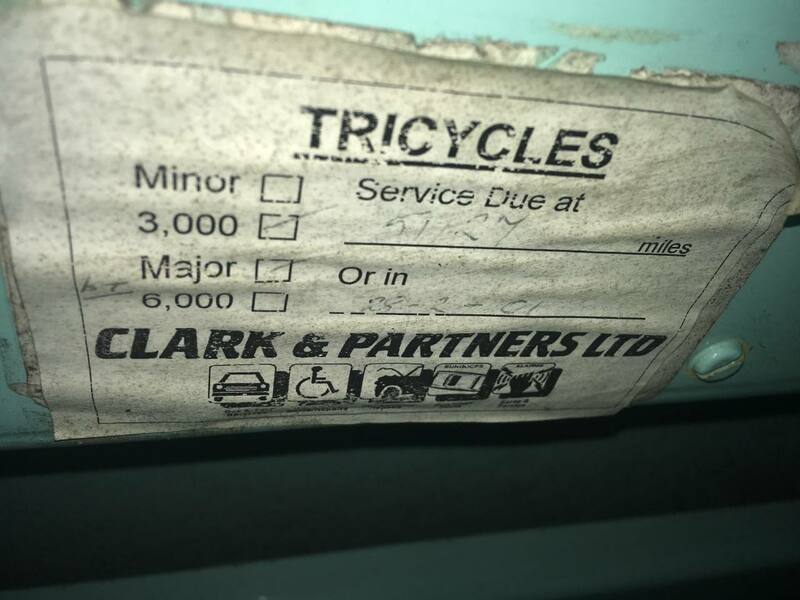 TRICYCLES
Minor Service Due at
3,000 miles
Major Or in
6,000
CLARK & PARTNERS LTD